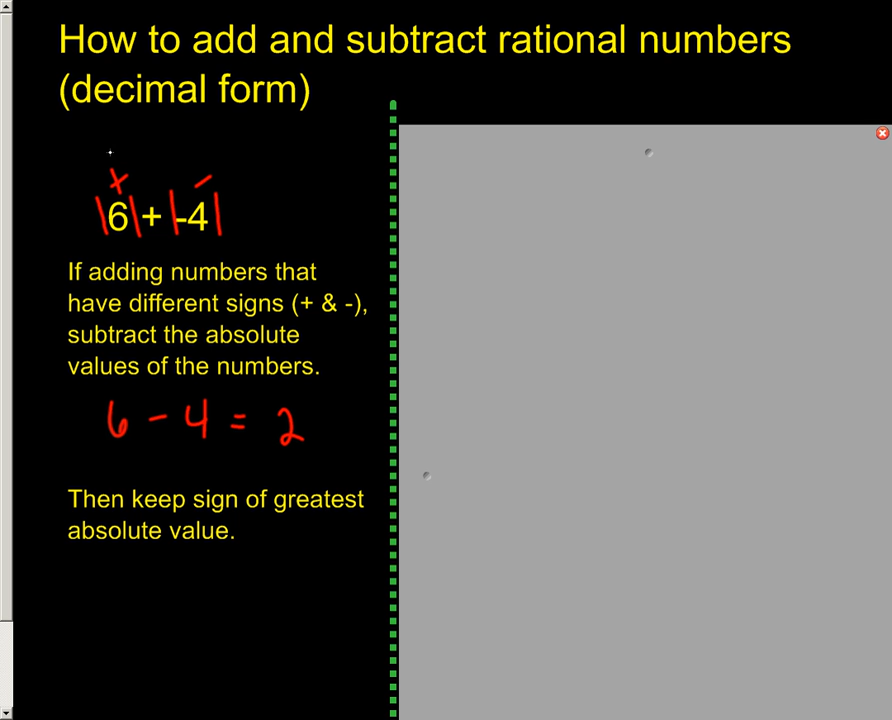 How to add and subtract rational numbers
(decimal form)
+ -
|6| + |-4|
If adding numbers that
have different signs (+ & -),
subtract the absolute
values of the numbers.
6 - 4 = 2
Then keep sign of greatest
absolute value.